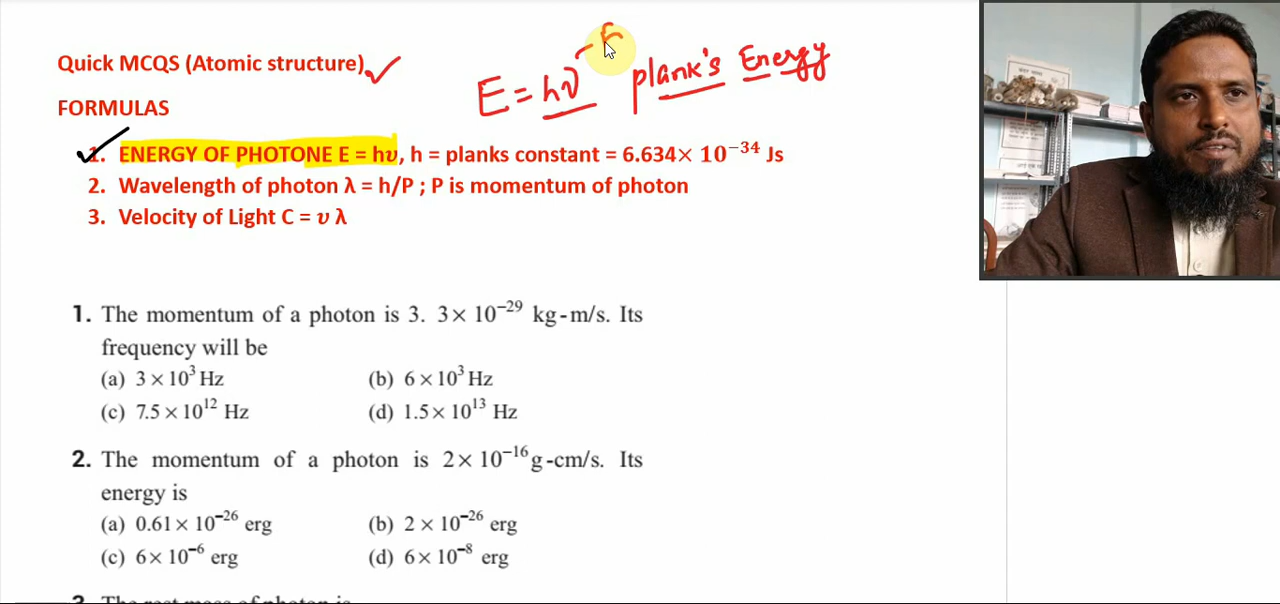 Quick MCQS (Atomic structure)
E = hυ
plank's Energy
FORMULAS
1. ENERGY OF PHOTONE E = hυ, h = planks constant = 6.634× 10⁻³⁴ Js
2. Wavelength of photon λ = h/P ; P is momentum of photon
3. Velocity of Light C = υ λ
1. The momentum of a photon is 3. 3× 10⁻²⁹ kg-m/s. Its
frequency will be
(a) 3 × 10³ Hz (b) 6 × 10³ Hz
(c) 7.5 × 10¹² Hz (d) 1.5 × 10¹³ Hz
2. The momentum of a photon is 2× 10⁻¹⁶ g-cm/s. Its
energy is
(a) 0.61× 10⁻²⁶ erg (b) 2 × 10⁻²⁶ erg
(c) 6× 10⁻⁶ erg (d) 6× 10⁻⁸ erg